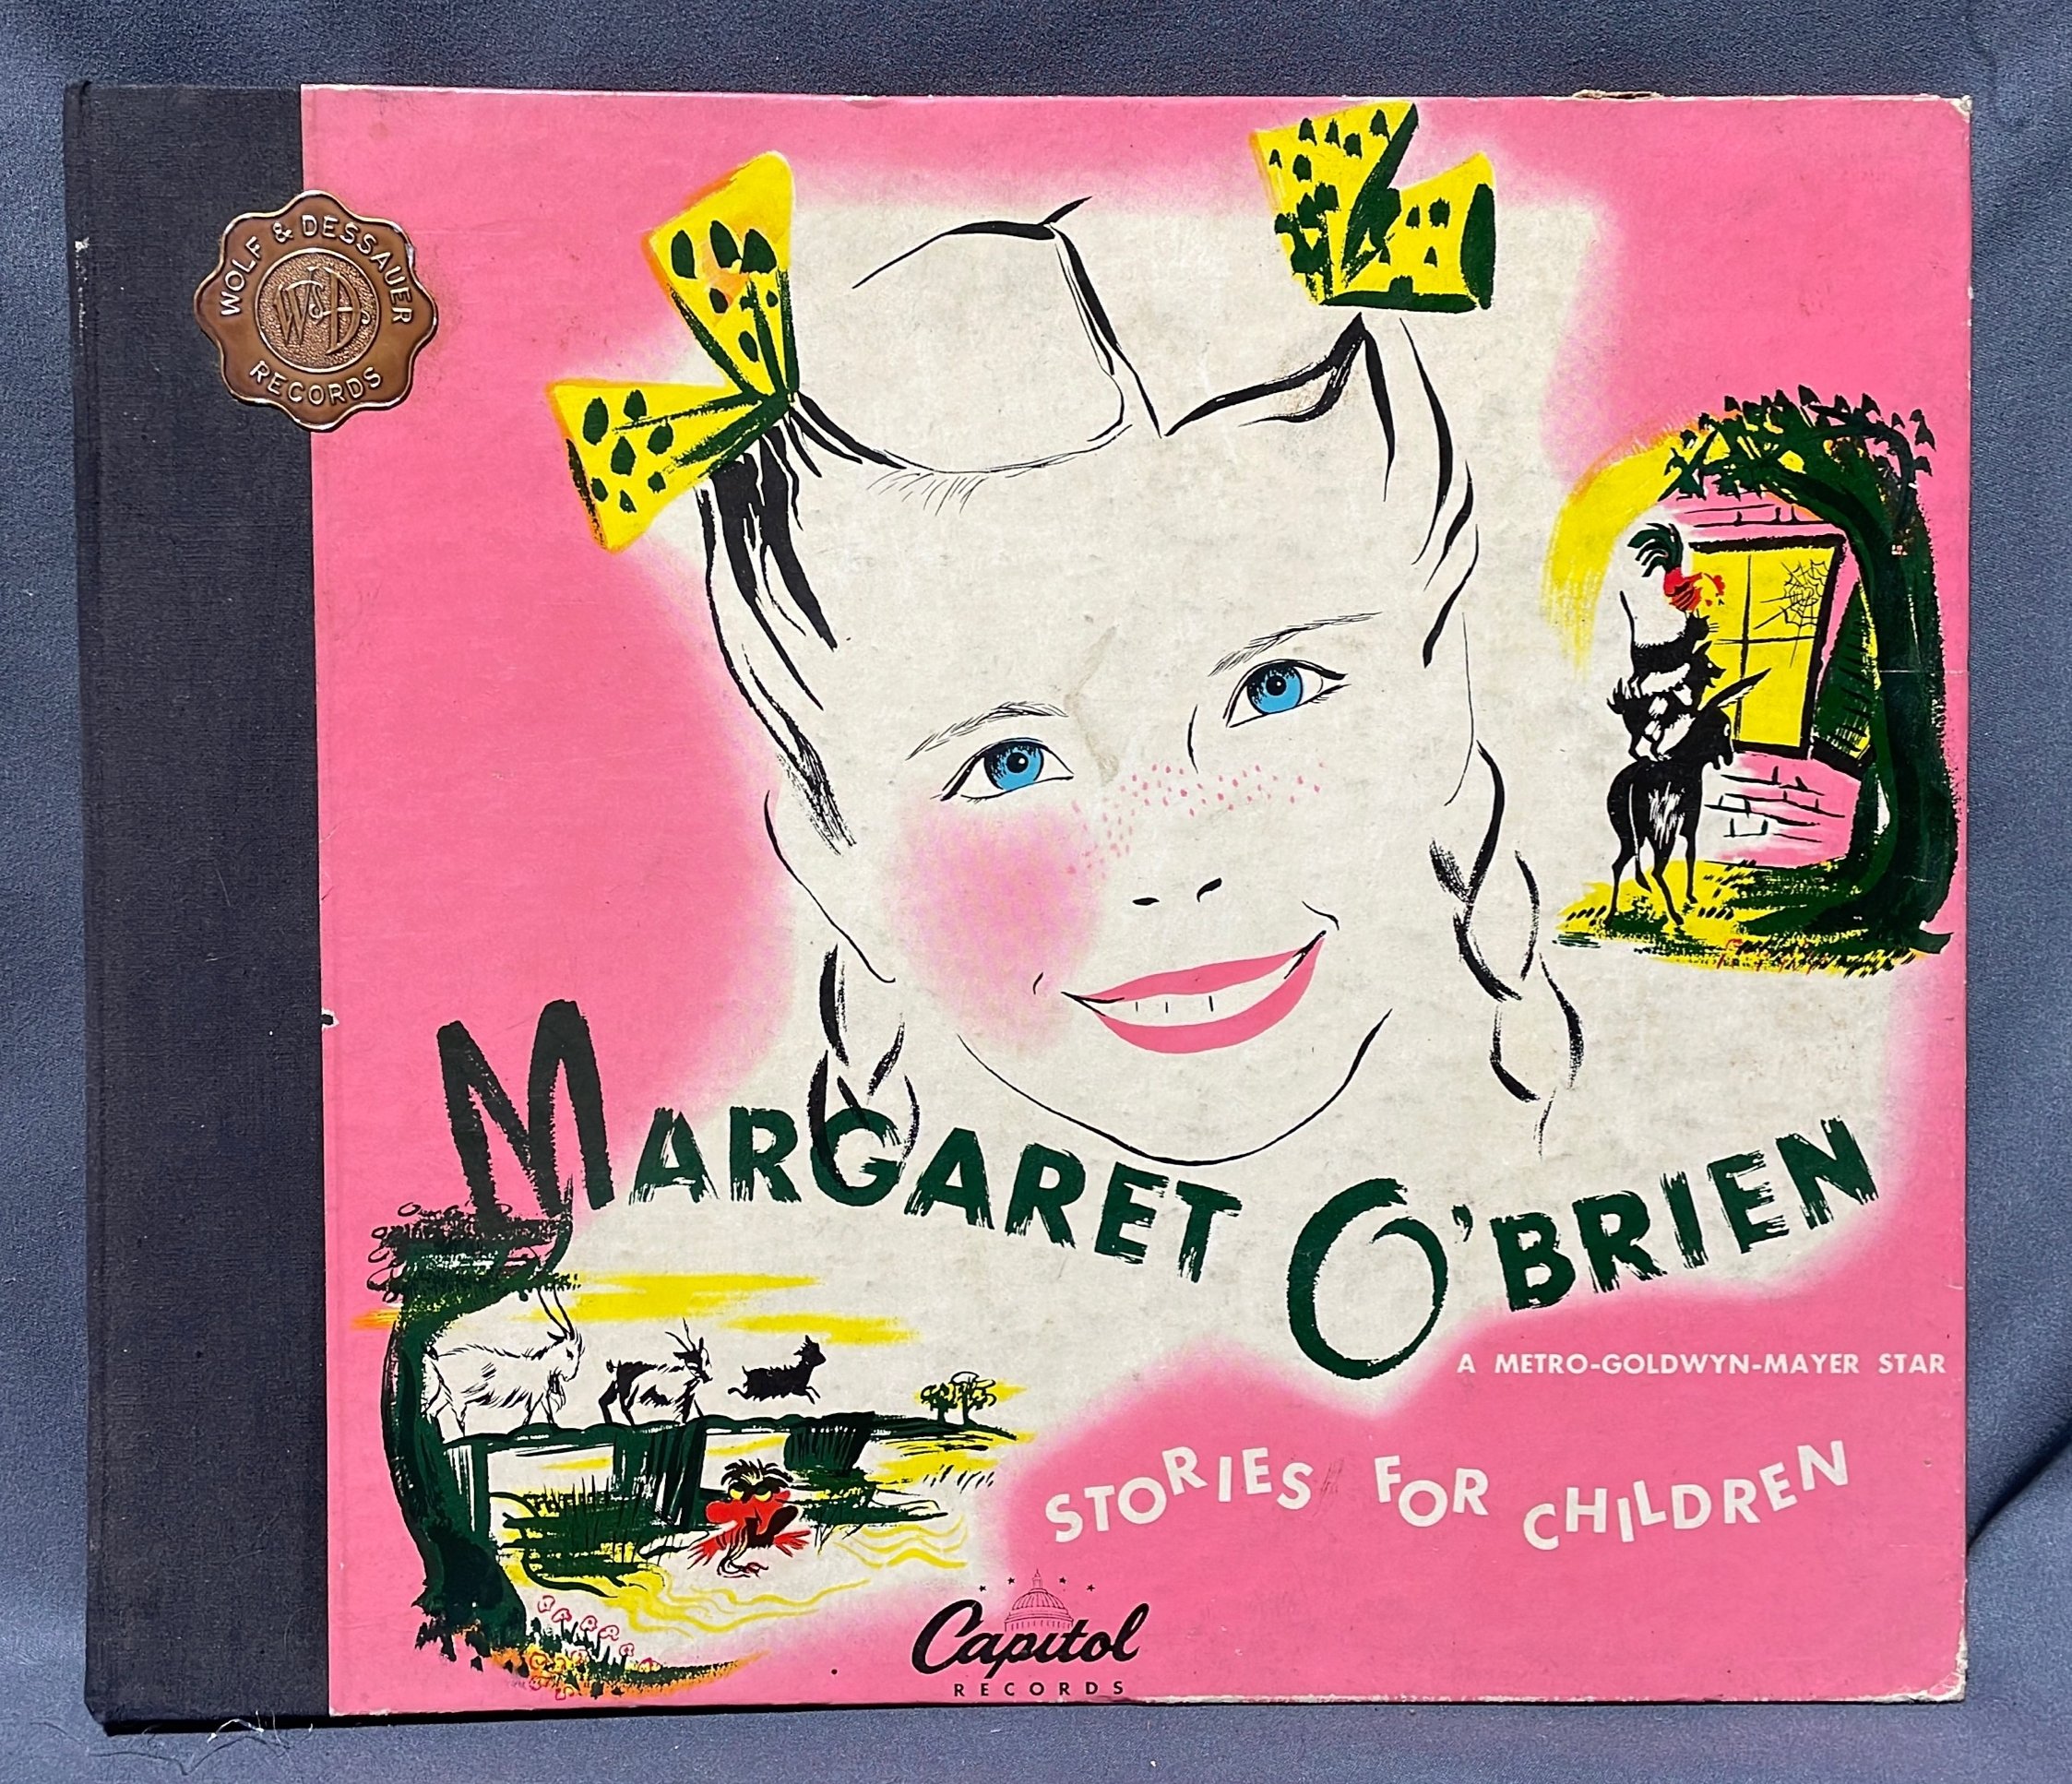 WOLF & DESSAUER
W&D
RECORDS
MARGARET O'BRIEN
A METRO-GOLDWYN-MAYER STAR
STORIES FOR CHILDREN
Capitol
RECORDS